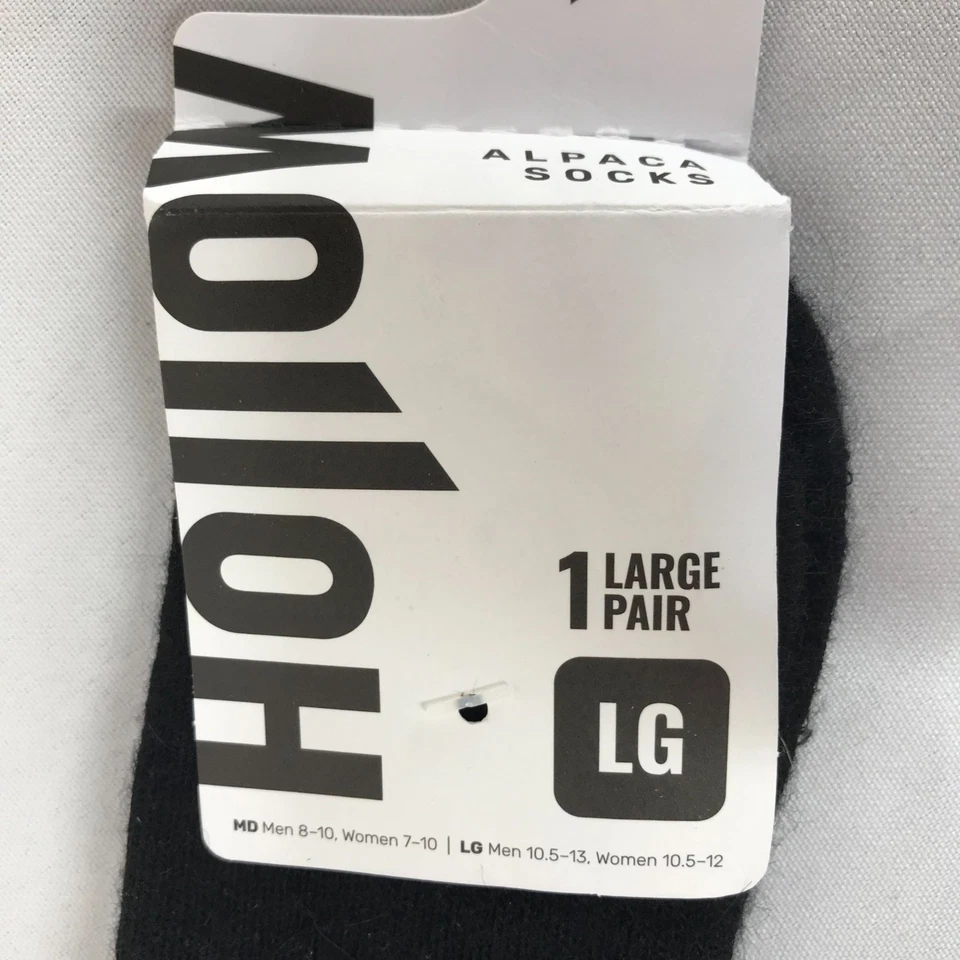 ALPACA
SOCKS
Hollow
1 LARGE
PAIR
LG
MD Men 8–10, Women 7–10 | LG Men 10.5–13, Women 10.5–12